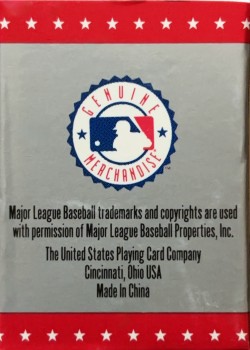 GENUINE
MERCHANDISE
Major League Baseball trademarks and copyrights are used
with permission of Major League Baseball Properties, Inc.
The United States Playing Card Company
Cincinnati, Ohio USA
Made In China